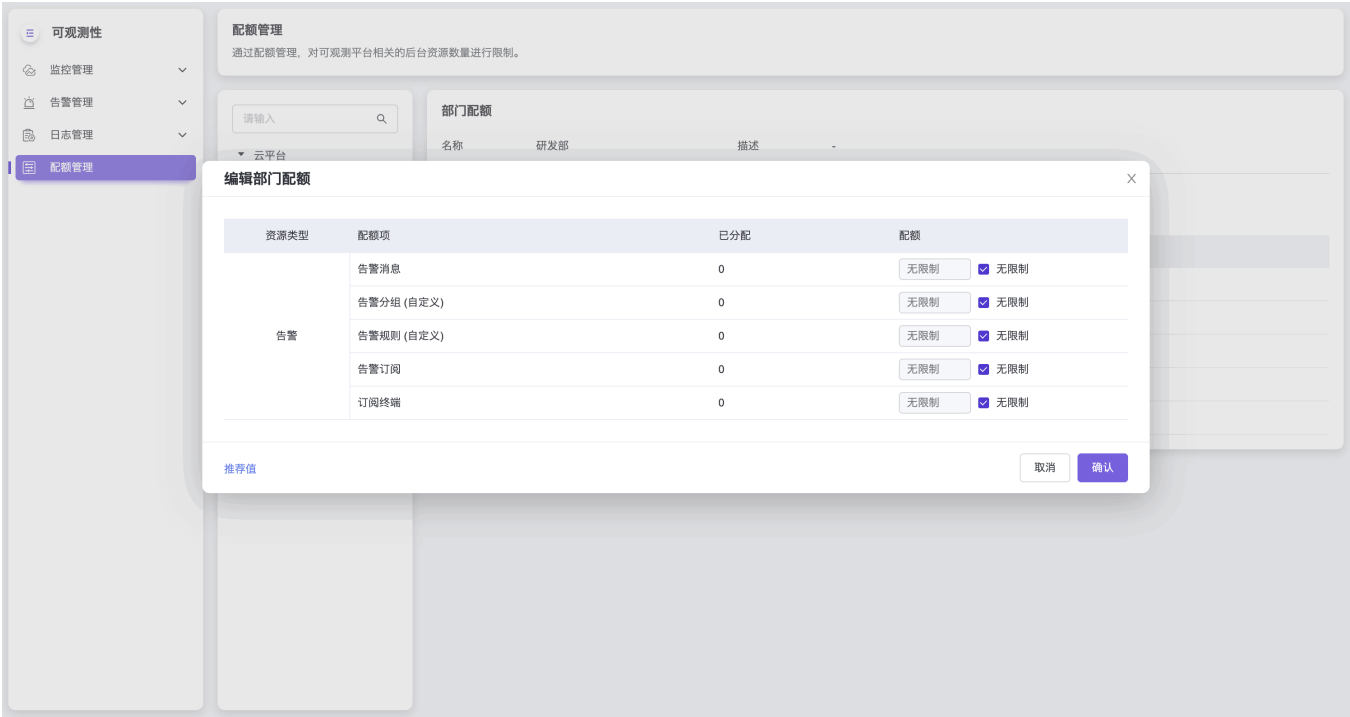 可观测性
监控管理
告警管理
日志管理
配额管理
配额管理
通过配额管理，对可观测平台相关的后台资源数量进行限制。
请输入
云平台
部门配额
名称 研发部 描述 -
编辑部门配额
资源类型 配额项 已分配 配额
告警
告警消息 0 无限制 无限制
告警分组 (自定义) 0 无限制 无限制
告警规则 (自定义) 0 无限制 无限制
告警订阅 0 无限制 无限制
订阅终端 0 无限制 无限制
推荐值 取消 确认